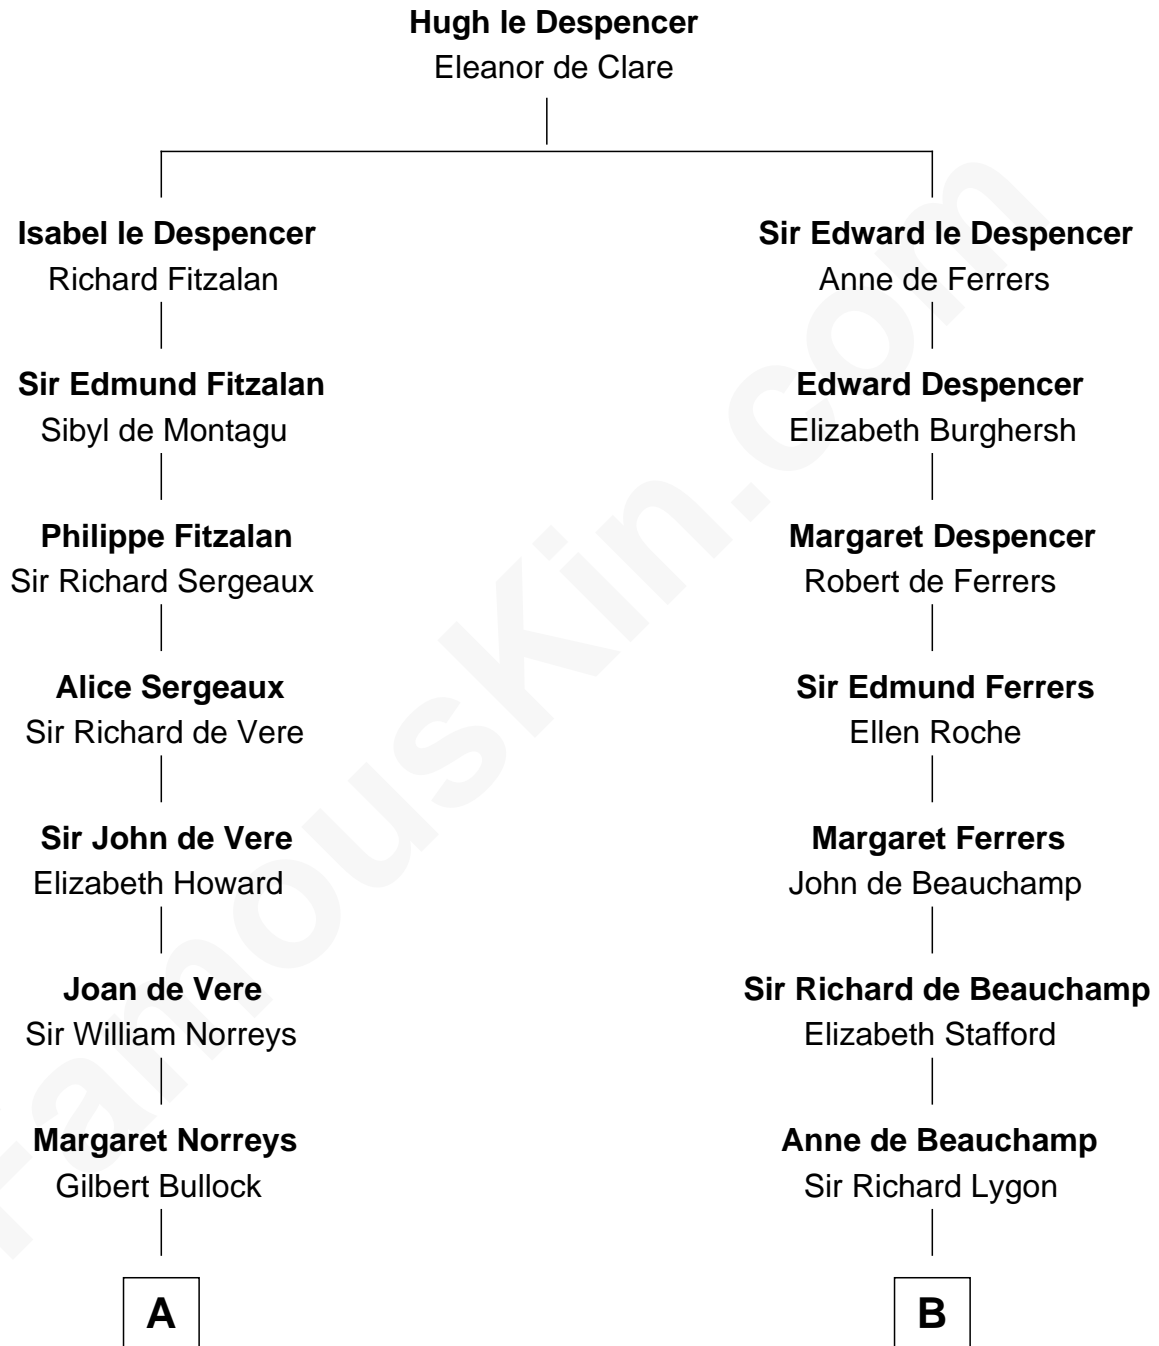 Hugh le Despencer
Eleanor de Clare
Isabel le Despencer
Richard Fitzalan
Sir Edward le Despencer
Anne de Ferrers
Sir Edmund Fitzalan
Sibyl de Montagu
Edward Despencer
Elizabeth Burghersh
Philippe Fitzalan
Sir Richard Sergeaux
Margaret Despencer
Robert de Ferrers
Alice Sergeaux
Sir Richard de Vere
Sir Edmund Ferrers
Ellen Roche
Sir John de Vere
Elizabeth Howard
Margaret Ferrers
John de Beauchamp
Joan de Vere
Sir William Norreys
Sir Richard de Beauchamp
Elizabeth Stafford
Margaret Norreys
Gilbert Bullock
Anne de Beauchamp
Sir Richard Lygon
A
B
FamousKin.com